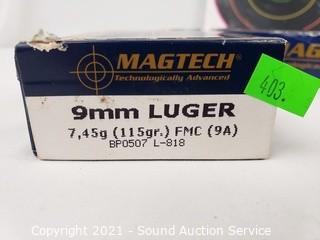 MAGTECH
Technologically Advanced
403.
9mm LUGER
7,45g (115gr.) FMC (9A)
BP0507 L-818
Copyright © 2021 - Sound Auction Service